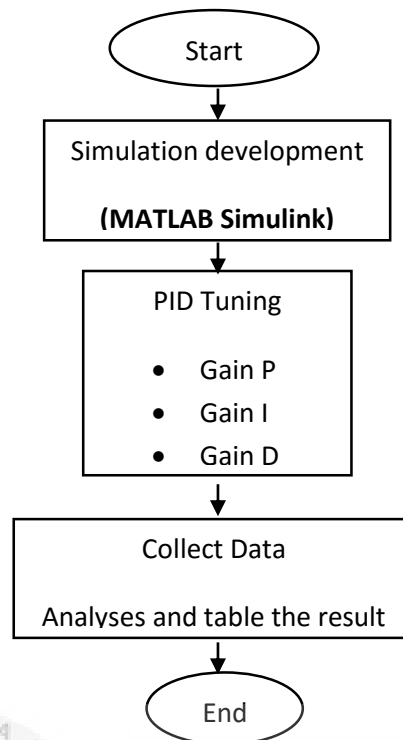 Start
Simulation development
(MATLAB Simulink)
PID Tuning
• Gain P
• Gain I
• Gain D
Collect Data
Analyses and table the result
End